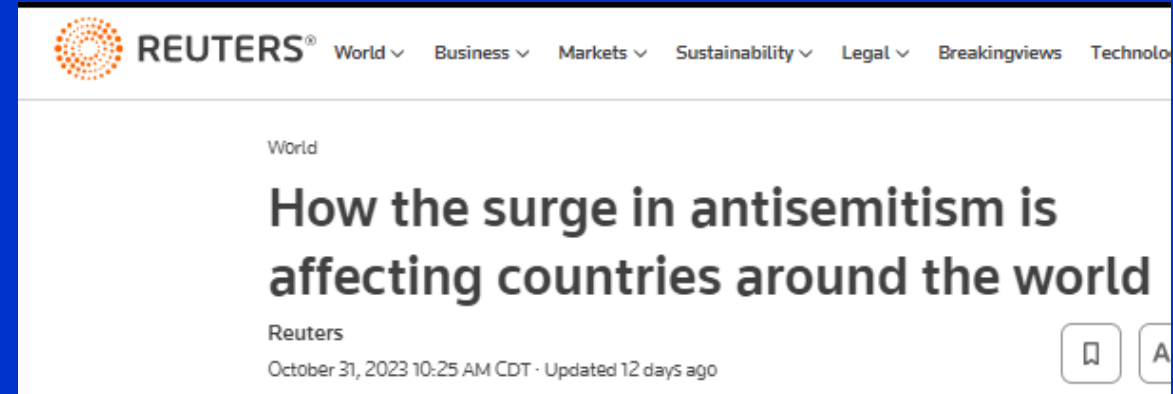 REUTERS® World Business Markets Sustainability Legal Breakingviews Technolo
World
How the surge in antisemitism is
affecting countries around the world
Reuters
October 31, 2023 10:25 AM CDT · Updated 12 days ago
A